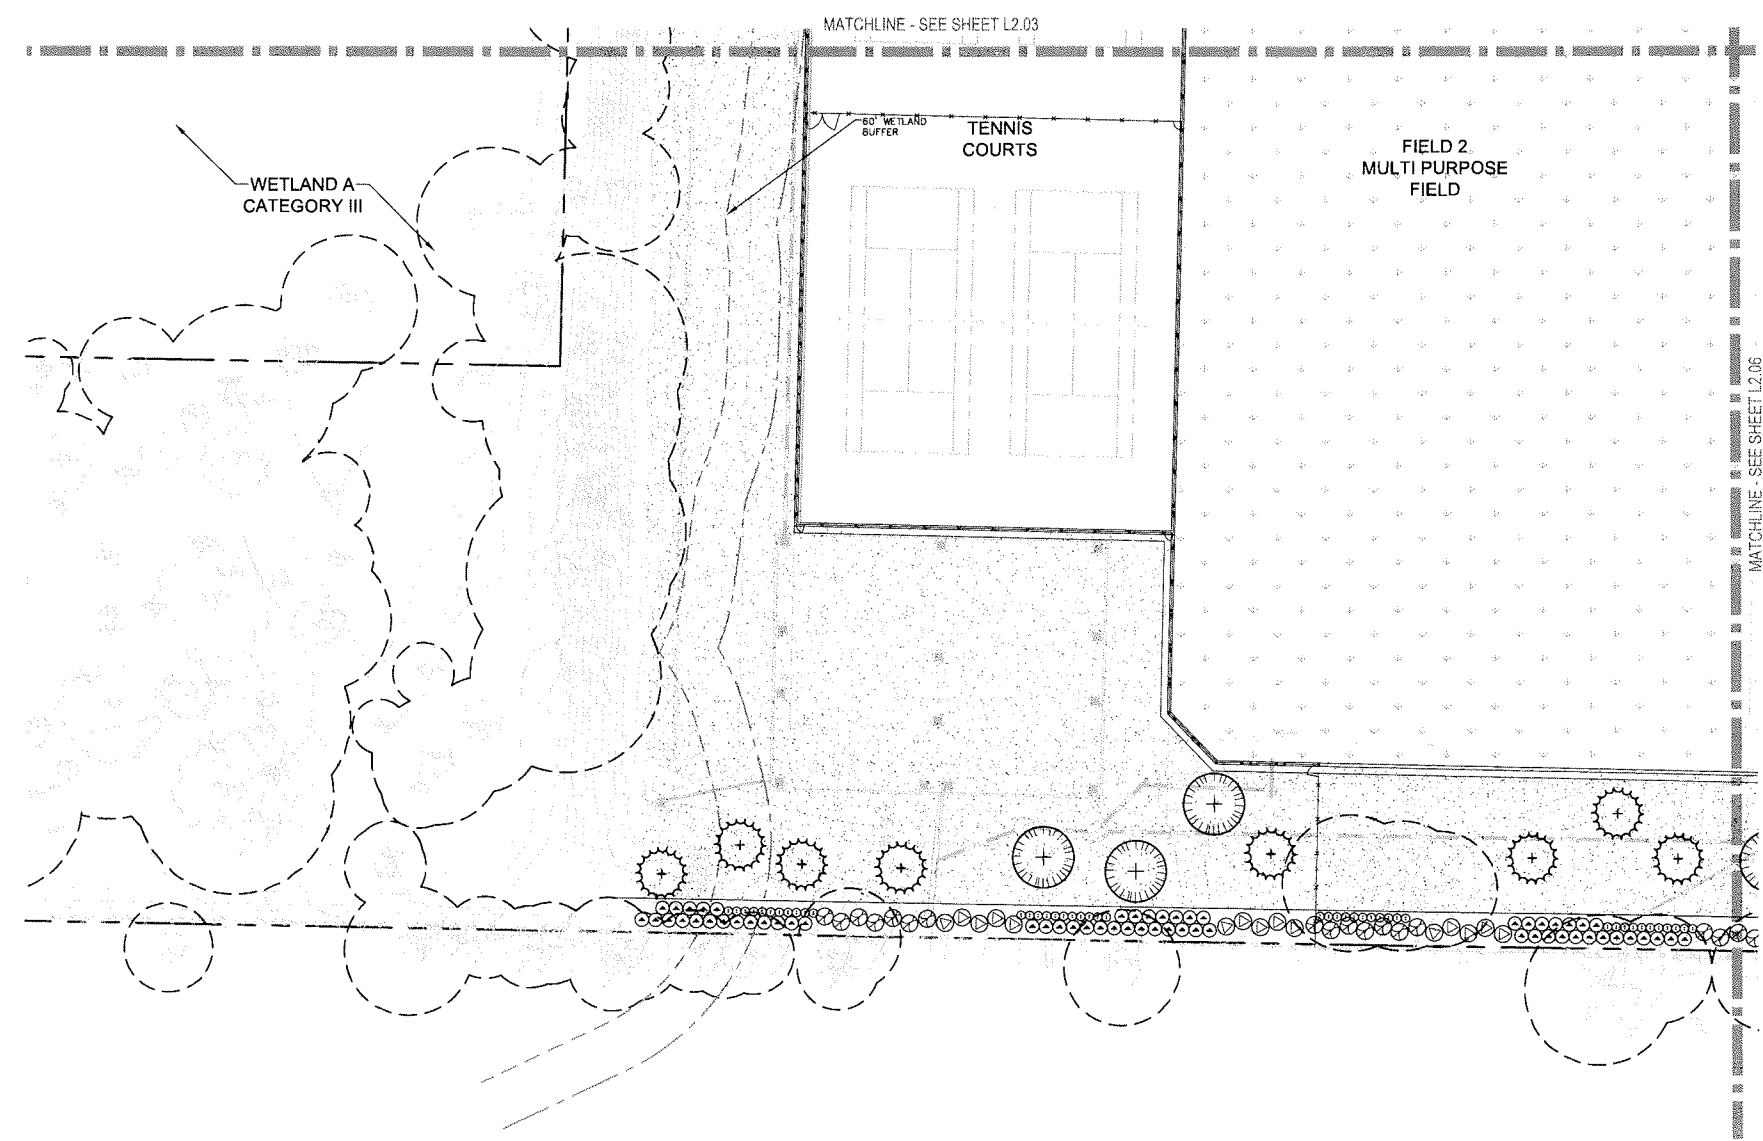 MATCHLINE - SEE SHEET L2.03
60' WETLAND
BUFFER
TENNIS
COURTS
FIELD 2
MULTI PURPOSE
FIELD
WETLAND A
CATEGORY III
MATCHLINE - SEE SHEET L2.06